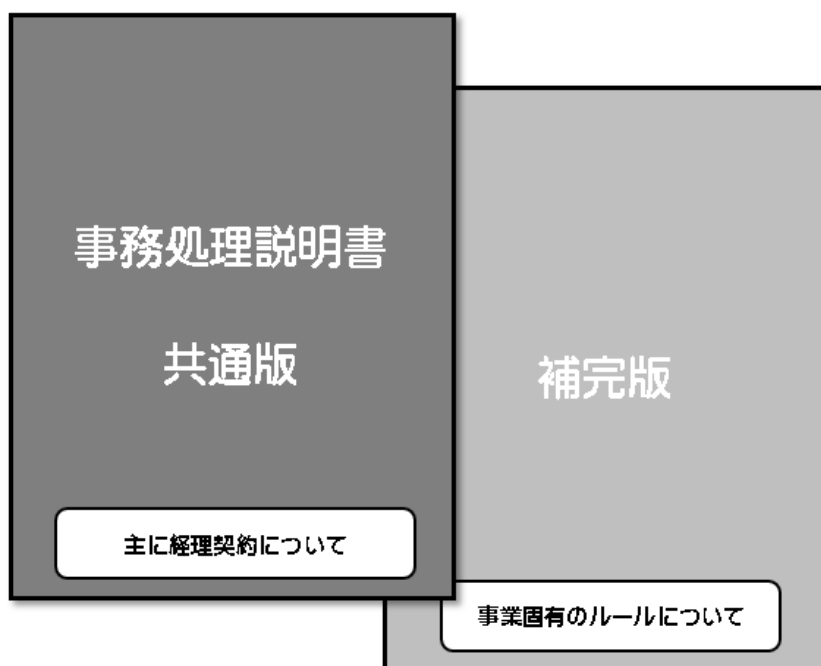 事務処理説明書
共通版
主に経理契約について
補完版
事業固有のルールについて